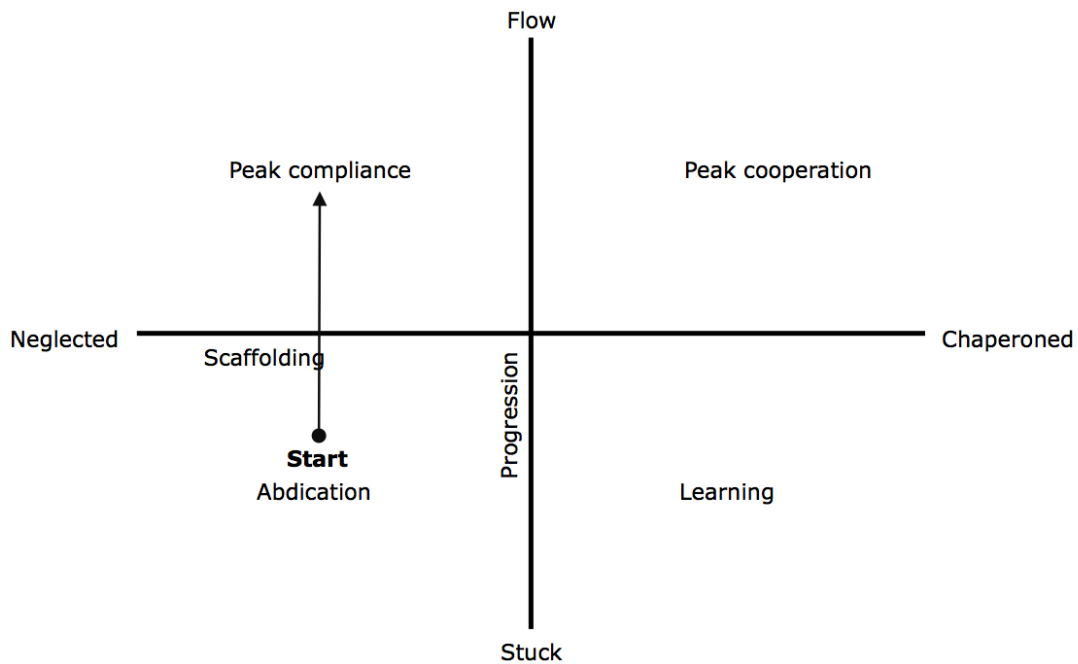 Flow
Peak compliance
Peak cooperation
Neglected
Chaperoned
Scaffolding
Progression
Start
Abdication
Learning
Stuck